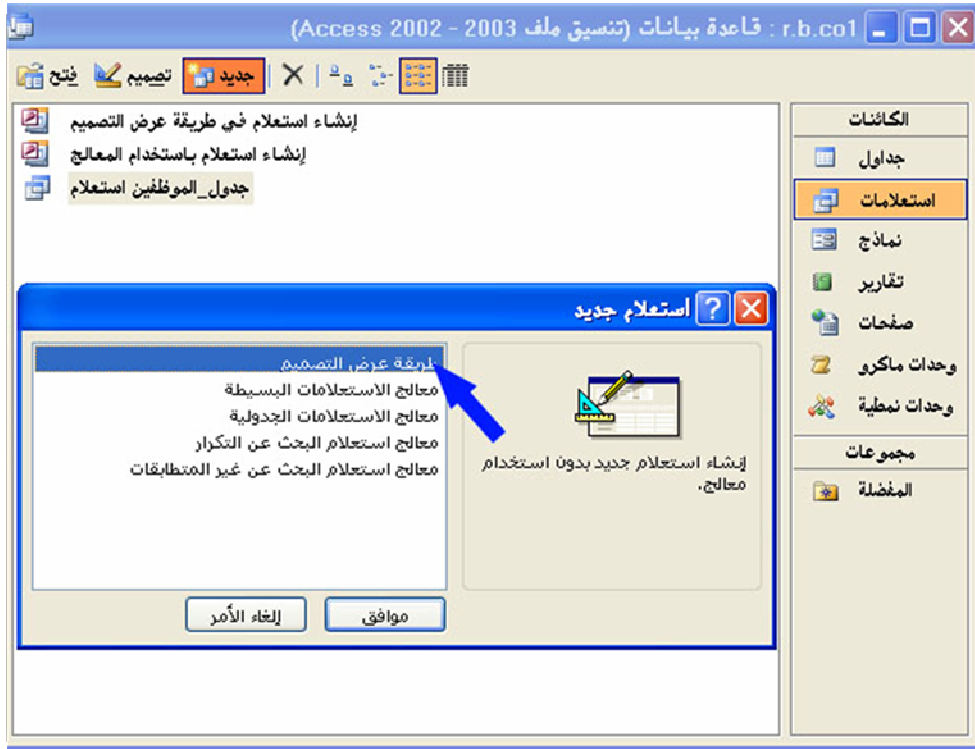 r.b.co1 : قاعدة بيانات (تنسيق ملف Access 2002 - 2003)
فتح تصميم جديد
الكائنات
جداول
استعلامات
نماذج
تقارير
صفحات
وحدات ماكرو
وحدات نمطية
مجموعات
المفضلة
إنشاء استعلام في طريقة عرض التصميم
إنشاء استعلام باستخدام المعالج
جدول_الموظفين استعلام
استعلام جديد
إنشاء استعلام جديد بدون استخدام
معالج.
طريقة عرض التصميم
معالج الاستعلامات البسيطة
معالج الاستعلامات الجدولية
معالج استعلام البحث عن التكرار
معالج استعلام البحث عن غير المتطابقات
موافق
إلغاء الأمر